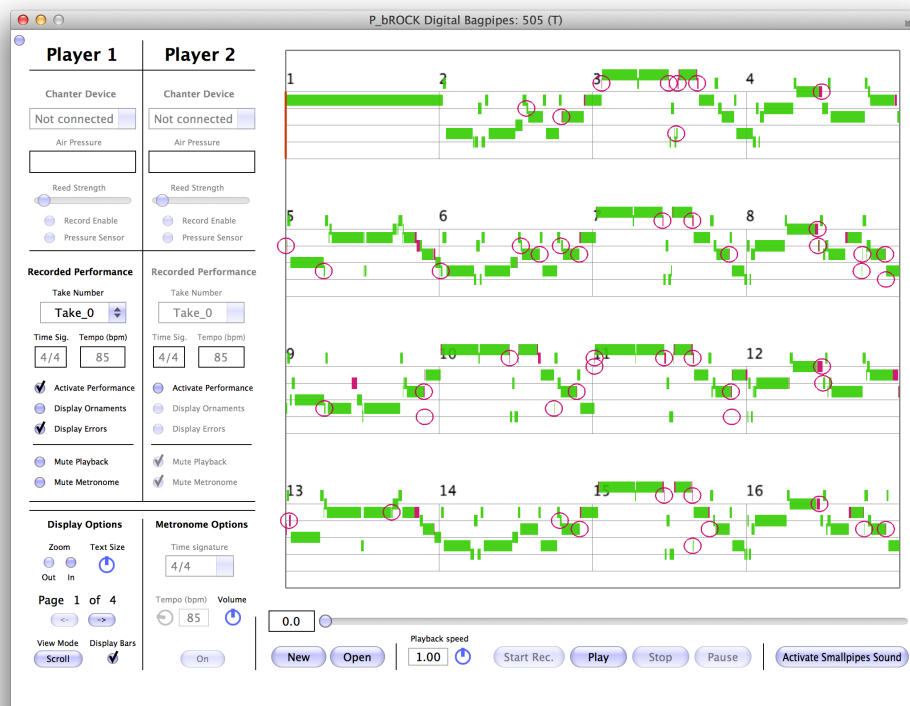 P_bROCK Digital Bagpipes: 505 (T)
Player 1
Player 2
Chanter Device
Chanter Device
Not connected
Not connected
Air Pressure
Air Pressure
Reed Strength
Reed Strength
Record Enable
Record Enable
Pressure Sensor
Pressure Sensor
Recorded Performance
Recorded Performance
Take Number
Take Number
Take_0
Take_0
Time Sig. Tempo (bpm)
Time Sig. Tempo (bpm)
4/4 85
4/4 85
Activate Performance
Activate Performance
Display Ornaments
Display Ornaments
Display Errors
Display Errors
Mute Playback
Mute Playback
Mute Metronome
Mute Metronome
Display Options
Zoom Text Size
Out In
Page 1 of 4
<- ->
View Mode Display Bars
Scroll
Metronome Options
Time signature
4/4
Tempo (bpm) Volume
85
On
1 2 3 4
5 6 7 8
9 10 11 12
13 14 15 16
0.0
New Open
Playback speed
1.00
Start Rec. Play Stop Pause
Activate Smallpipes Sound